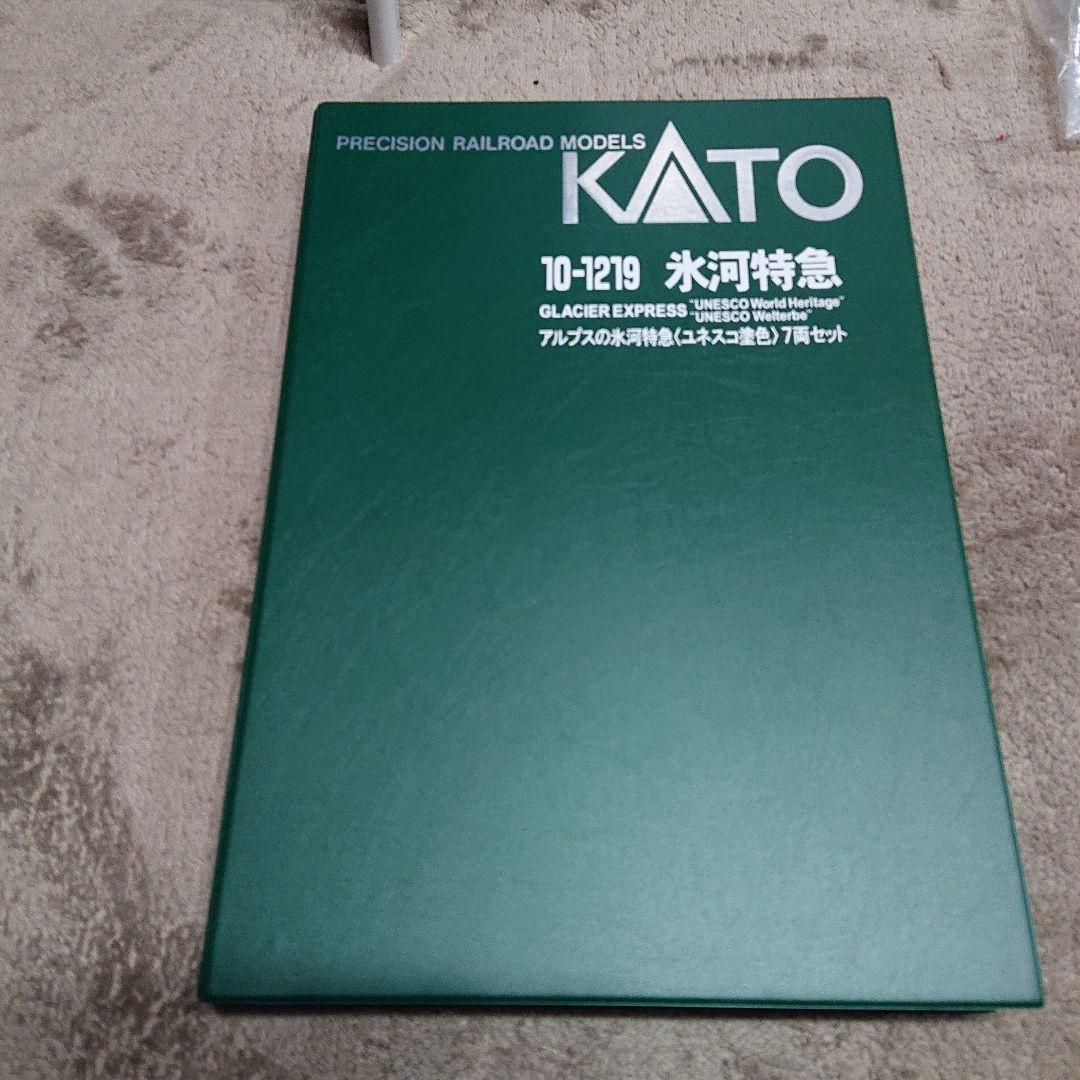 PRECISION RAILROAD MODELS
KATO
10-1219 氷河特急
GLACIER EXPRESS "UNESCO World Heritage"
"UNESCO Welterbe"
アルプスの氷河特急〈ユネスコ塗色〉7両セット